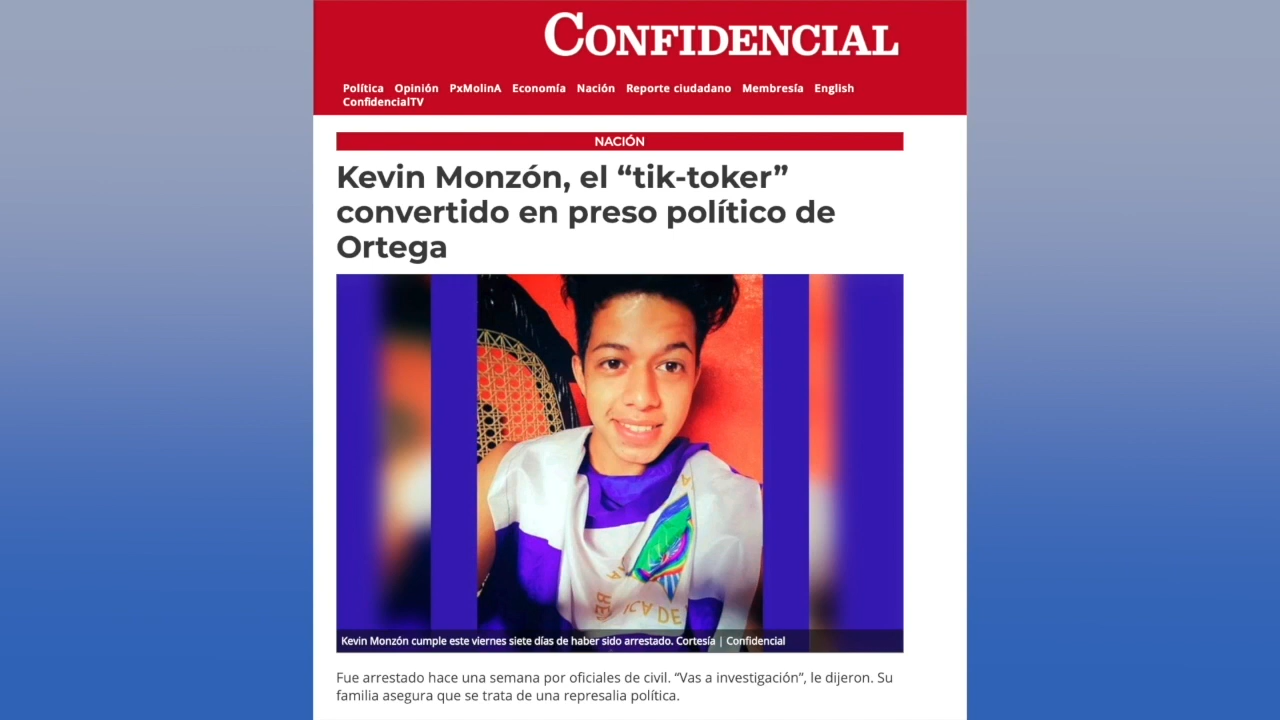 CONFIDENCIAL
Política Opinión PxMolinA Economía Nación Reporte ciudadano Membresía English
ConfidencialTV
NACIÓN
Kevin Monzón, el “tik-toker”
convertido en preso político de
Ortega
Kevin Monzón cumple este viernes siete días de haber sido arrestado. Cortesía | Confidencial
Fue arrestado hace una semana por oficiales de civil. “Vas a investigación”, le dijeron. Su
familia asegura que se trata de una represalia política.